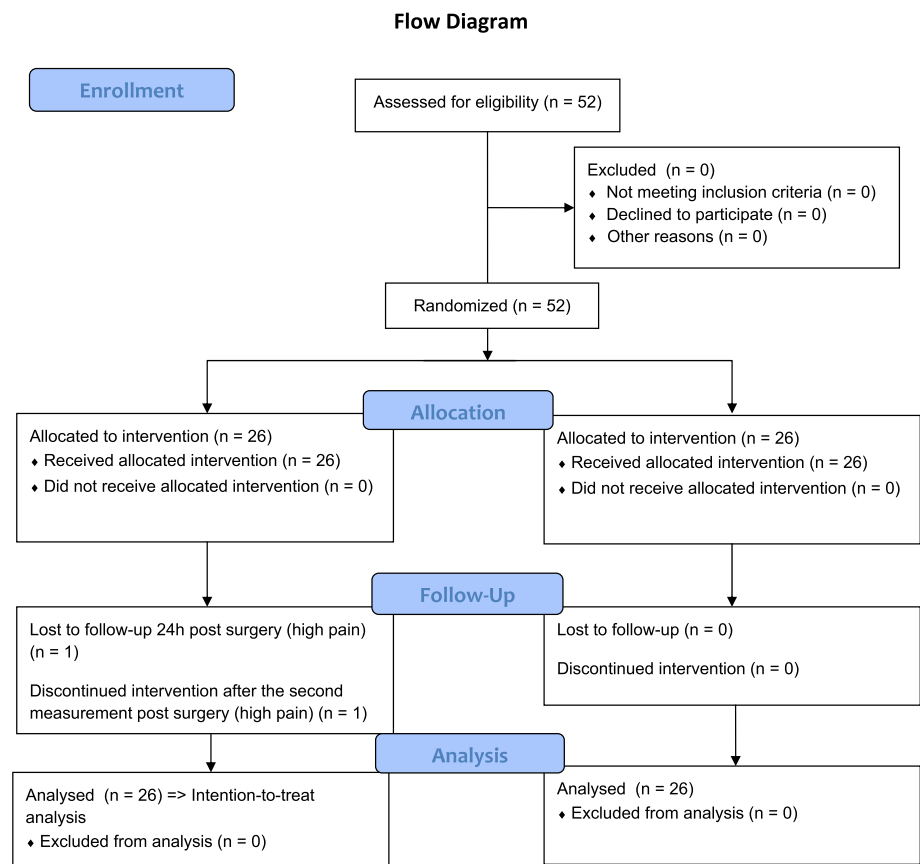 Flow Diagram
Enrollment
Assessed for eligibility (n = 52)
Excluded (n = 0)
♦ Not meeting inclusion criteria (n = 0)
♦ Declined to participate (n = 0)
♦ Other reasons (n = 0)
Randomized (n = 52)
Allocation
Allocated to intervention (n = 26)
♦ Received allocated intervention (n = 26)
♦ Did not receive allocated intervention (n = 0)
Allocated to intervention (n = 26)
♦ Received allocated intervention (n = 26)
♦ Did not receive allocated intervention (n = 0)
Follow-Up
Lost to follow-up 24h post surgery (high pain)
(n = 1)
Discontinued intervention after the second
measurement post surgery (high pain) (n = 1)
Lost to follow-up (n = 0)
Discontinued intervention (n = 0)
Analysis
Analysed (n = 26) => Intention-to-treat
analysis
♦ Excluded from analysis (n = 0)
Analysed (n = 26)
♦ Excluded from analysis (n = 0)